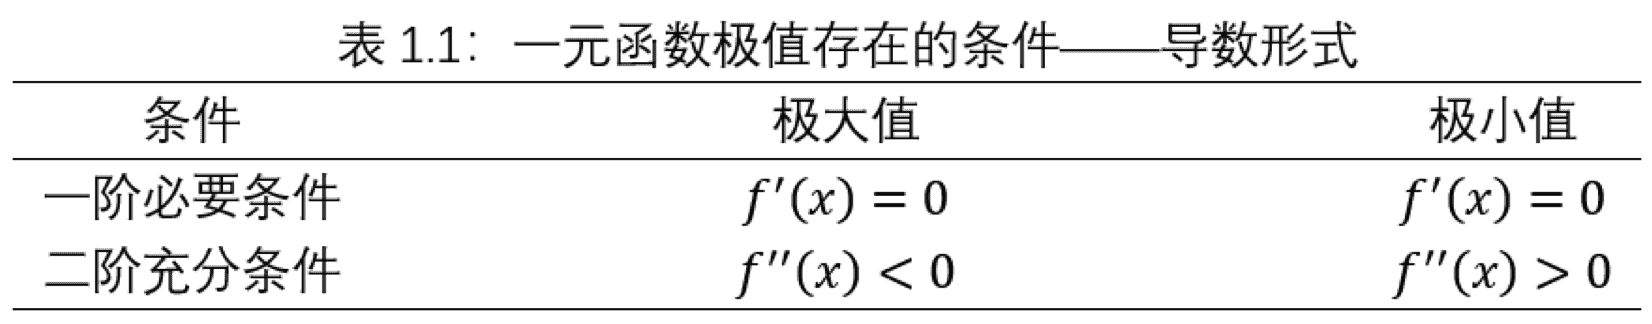 表 1.1：一元函数极值存在的条件——导数形式
条件 极大值 极小值
一阶必要条件 f′(x) = 0 f′(x) = 0
二阶充分条件 f″(x) < 0 f″(x) > 0